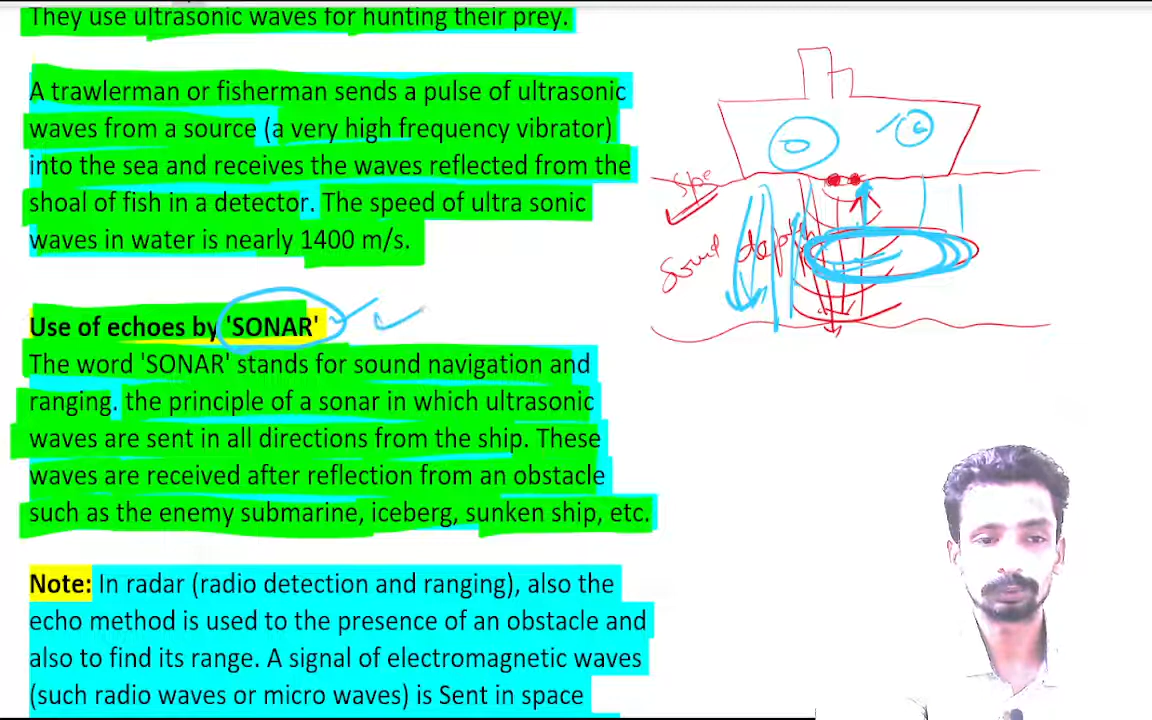 They use ultrasonic waves for hunting their prey.
A trawlerman or fisherman sends a pulse of ultrasonic
waves from a source (a very high frequency vibrator)
into the sea and receives the waves reflected from the
shoal of fish in a detector. The speed of ultra sonic
waves in water is nearly 1400 m/s.
Use of echoes by 'SONAR'
The word 'SONAR' stands for sound navigation and
ranging. the principle of a sonar in which ultrasonic
waves are sent in all directions from the ship. These
waves are received after reflection from an obstacle
such as the enemy submarine, iceberg, sunken ship, etc.
Note: In radar (radio detection and ranging), also the
echo method is used to the presence of an obstacle and
also to find its range. A signal of electromagnetic waves
(such radio waves or micro waves) is Sent in space
depth